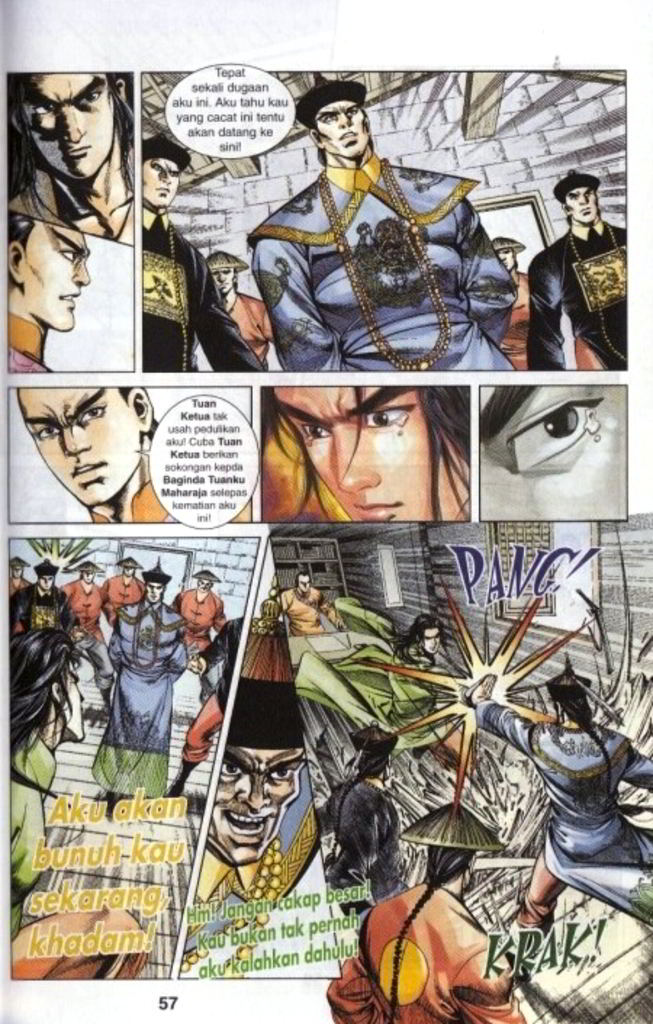 Tepat
sekali dugaan
aku ini. Aku tahu kau
yang cacat ini tentu
akan datang ke
sini!
Tuan
Ketua tak
usah pedulikan
aku! Cuba Tuan
Ketua berikan
sokongan kepda
Baginda Tuanku
Maharaja selepas
kematian aku
ini!
PANG!
Aku akan
bunuh kau
sekarang,
khadam!
Hm! Jangan cakap besar!
Kau bukan tak pernah
aku kalahkan dahulu!
KRAK!
57